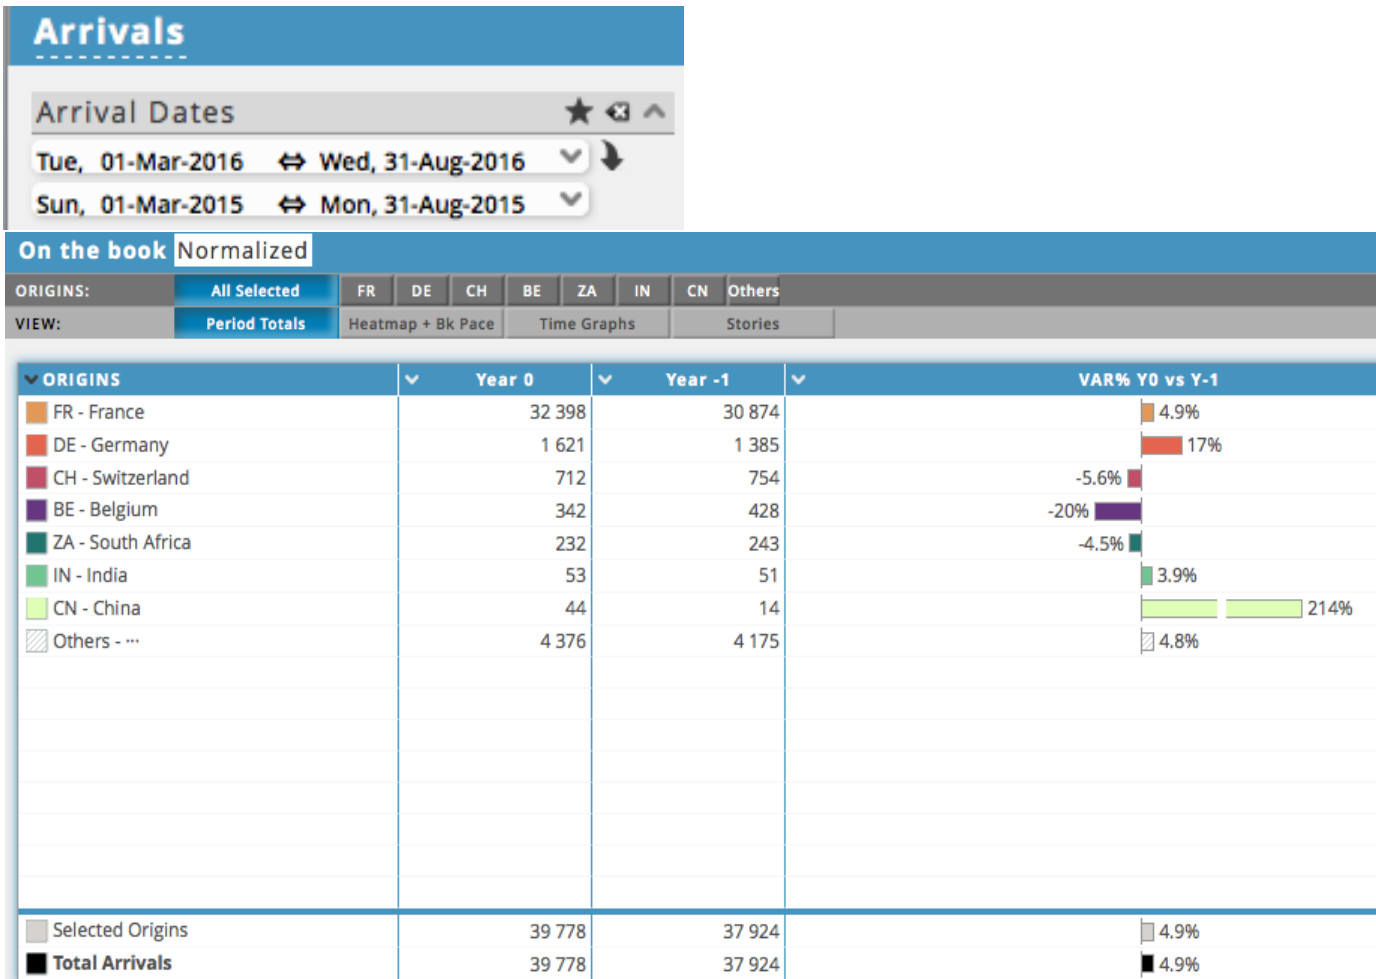 Arrivals
Arrival Dates
Tue, 01-Mar-2016 ⇔ Wed, 31-Aug-2016
Sun, 01-Mar-2015 ⇔ Mon, 31-Aug-2015
On the book Normalized
ORIGINS: All Selected FR DE CH BE ZA IN CN Others
VIEW: Period Totals Heatmap + Bk Pace Time Graphs Stories
ORIGINS Year 0 Year -1 VAR% Y0 vs Y-1
FR - France 32 398 30 874 4.9%
DE - Germany 1 621 1 385 17%
CH - Switzerland 712 754 -5.6%
BE - Belgium 342 428 -20%
ZA - South Africa 232 243 -4.5%
IN - India 53 51 3.9%
CN - China 44 14 214%
Others - ··· 4 376 4 175 4.8%
Selected Origins 39 778 37 924 4.9%
Total Arrivals 39 778 37 924 4.9%